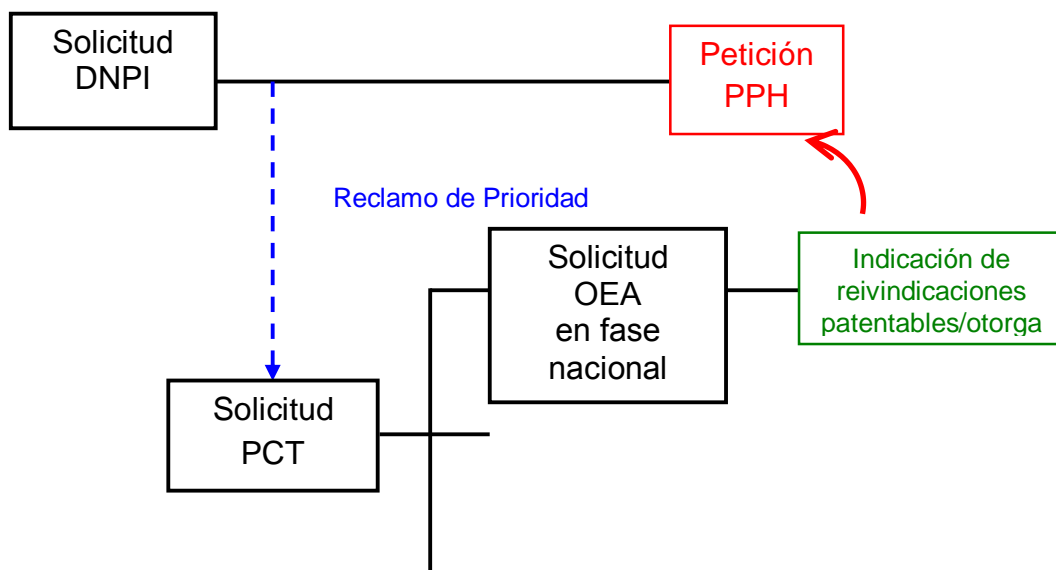 Solicitud
DNPI
Petición
PPH
Reclamo de Prioridad
Solicitud
OEA
en fase
nacional
Indicación de
reivindicaciones
patentables/otorga
Solicitud
PCT